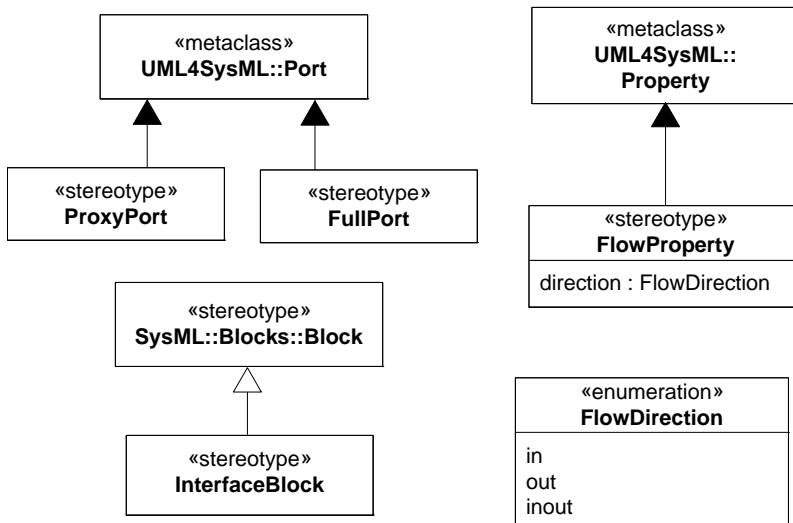 «metaclass»
UML4SysML::Port
«metaclass»
UML4SysML::
Property
«stereotype»
ProxyPort
«stereotype»
FullPort
«stereotype»
FlowProperty
direction : FlowDirection
«stereotype»
SysML::Blocks::Block
«stereotype»
InterfaceBlock
«enumeration»
FlowDirection
in
out
inout